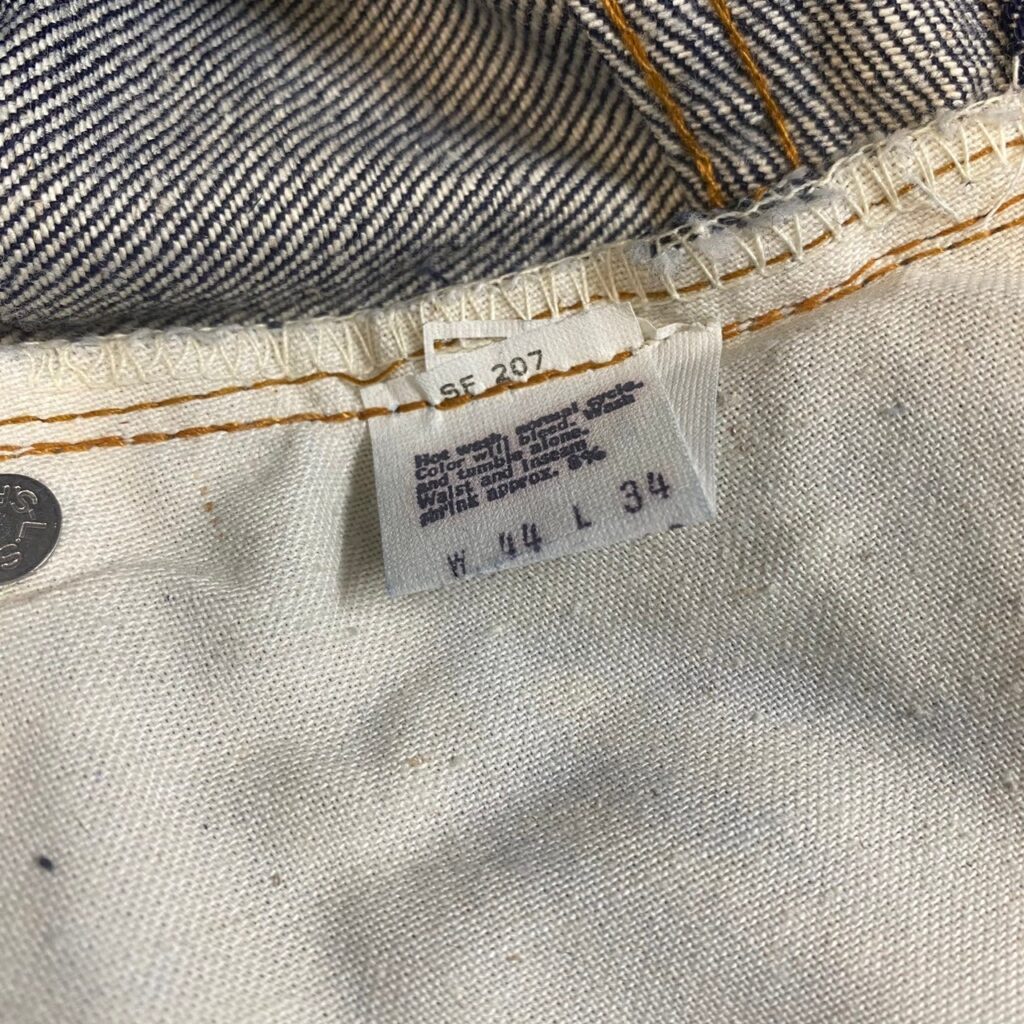 SF 207
Hot wash normal cycle.
Color will bleed. Wash
and tumble alone.
Waist and Inseam
shrink approx. 8%
W 44 L 34
S.L.S